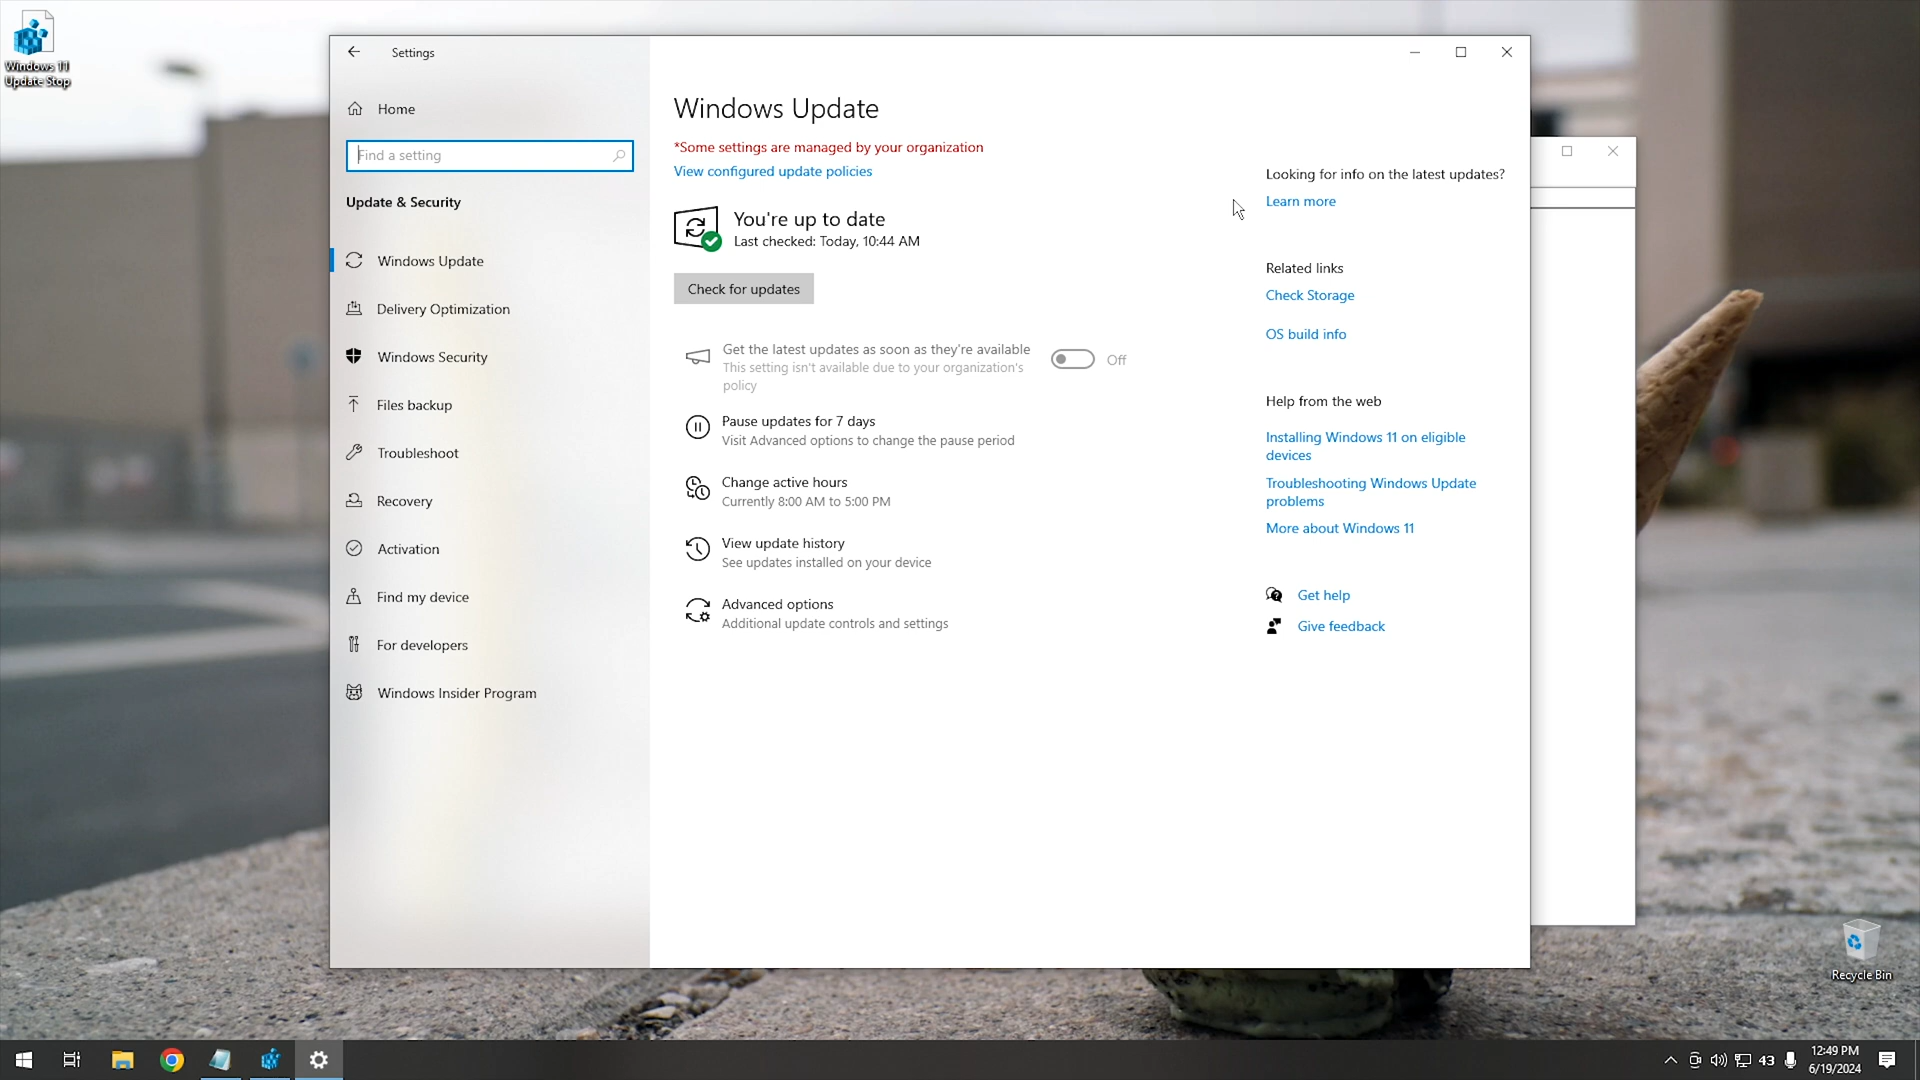 Windows 11
Update Stop
Settings
Home
Find a setting
Update & Security
Windows Update
Delivery Optimization
Windows Security
Files backup
Troubleshoot
Recovery
Activation
Find my device
For developers
Windows Insider Program
Windows Update
*Some settings are managed by your organization
View configured update policies
You're up to date
Last checked: Today, 10:44 AM
Check for updates
Get the latest updates as soon as they're available
This setting isn't available due to your organization's
policy
Off
Pause updates for 7 days
Visit Advanced options to change the pause period
Change active hours
Currently 8:00 AM to 5:00 PM
View update history
See updates installed on your device
Advanced options
Additional update controls and settings
Looking for info on the latest updates?
Learn more
Related links
Check Storage
OS build info
Help from the web
Installing Windows 11 on eligible
devices
Troubleshooting Windows Update
problems
More about Windows 11
Get help
Give feedback
Recycle Bin
43
12:49 PM
6/19/2024